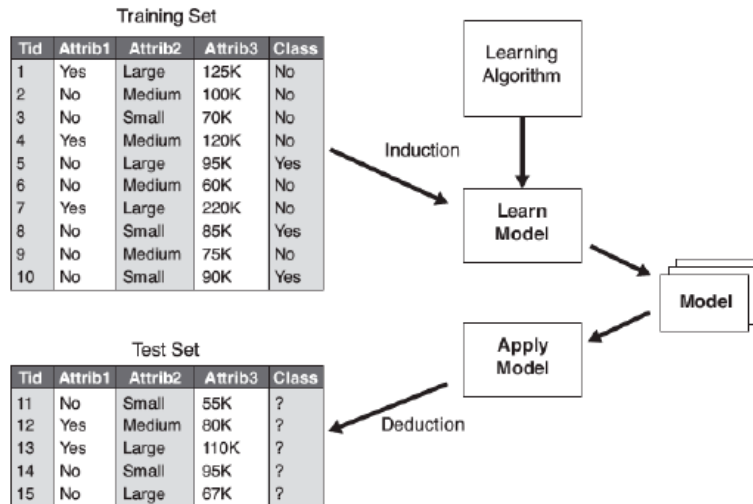 Training Set
Tid Attrib1 Attrib2 Attrib3 Class
1 Yes Large 125K No
2 No Medium 100K No
3 No Small 70K No
4 Yes Medium 120K No
5 No Large 95K Yes
6 No Medium 60K No
7 Yes Large 220K No
8 No Small 85K Yes
9 No Medium 75K No
10 No Small 90K Yes
Learning
Algorithm
Induction
Learn
Model
Model
Apply
Model
Deduction
Test Set
Tid Attrib1 Attrib2 Attrib3 Class
11 No Small 55K ?
12 Yes Medium 80K ?
13 Yes Large 110K ?
14 No Small 95K ?
15 No Large 67K ?